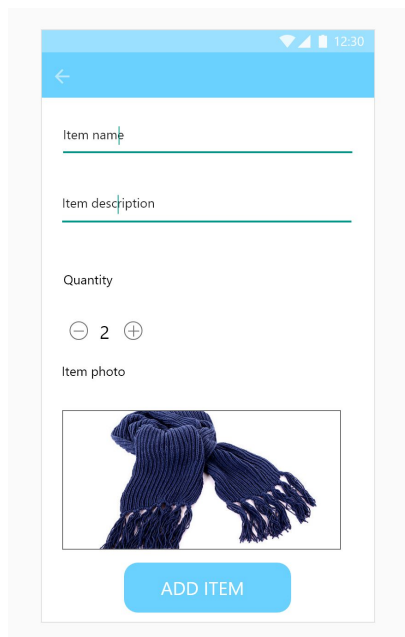 12:30
Item name
Item description
Quantity
2
Item photo
ADD ITEM